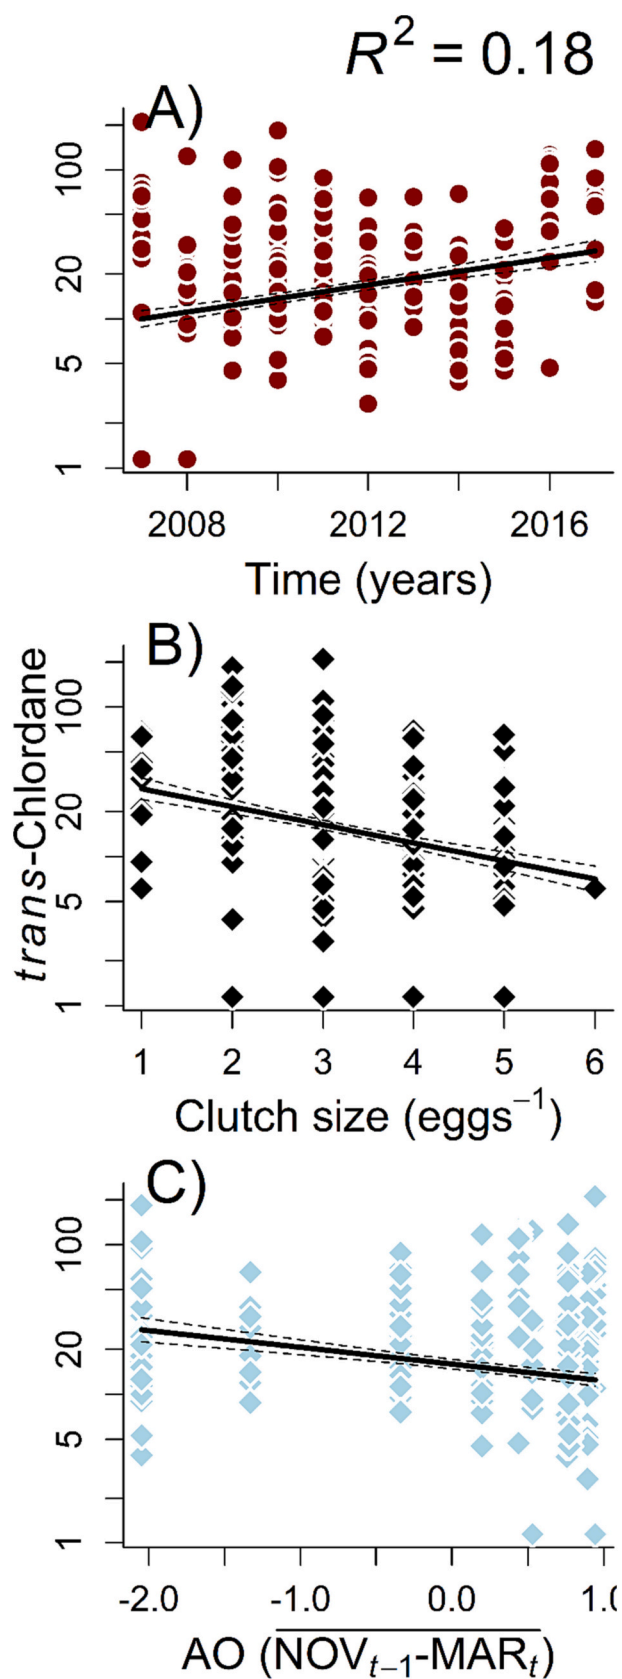 R² = 0.18
A)
100
20
5
1
2008 2012 2016
Time (years)
trans-Chlordane
B)
100
20
5
1
1 2 3 4 5 6
Clutch size (eggs⁻¹)
C)
100
20
5
1
-2.0 -1.0 0.0 1.0
AO (NOVₜ₋₁-MARₜ)